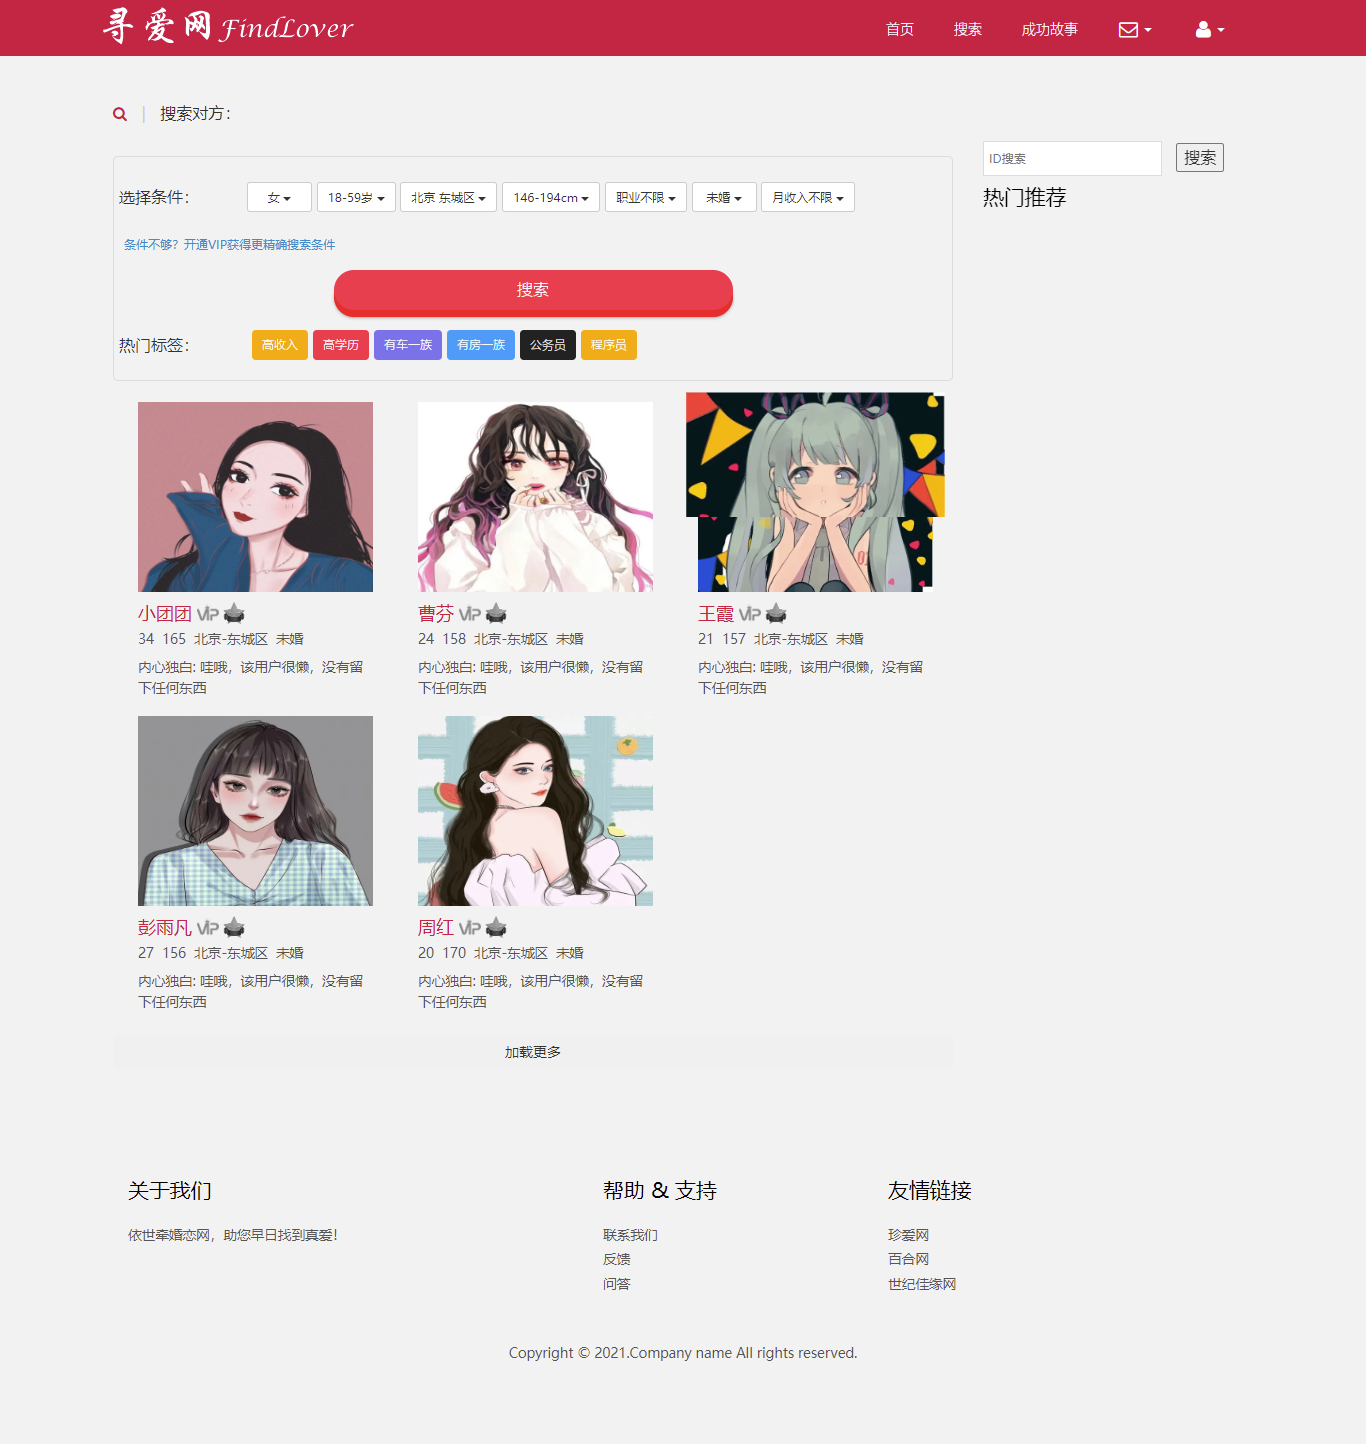 寻爱网 FindLover
首页 搜索 成功故事
搜索对方：
ID搜索 搜索
热门推荐
选择条件： 女 18-59岁 北京 东城区 146-194cm 职业不限 未婚 月收入不限
条件不够？开通VIP获得更精确搜索条件
搜索
热门标签： 高收入 高学历 有车一族 有房一族 公务员 程序员
小团团 VIP
34 165 北京-东城区 未婚
内心独白: 哇哦，该用户很懒，没有留
下任何东西
曹芬 VIP
24 158 北京-东城区 未婚
内心独白: 哇哦，该用户很懒，没有留
下任何东西
王霞 VIP
21 157 北京-东城区 未婚
内心独白: 哇哦，该用户很懒，没有留
下任何东西
彭雨凡 VIP
27 156 北京-东城区 未婚
内心独白: 哇哦，该用户很懒，没有留
下任何东西
周红 VIP
20 170 北京-东城区 未婚
内心独白: 哇哦，该用户很懒，没有留
下任何东西
加载更多
关于我们
依世牵婚恋网，助您早日找到真爱！
帮助 & 支持
联系我们
反馈
问答
友情链接
珍爱网
百合网
世纪佳缘网
Copyright © 2021.Company name All rights reserved.